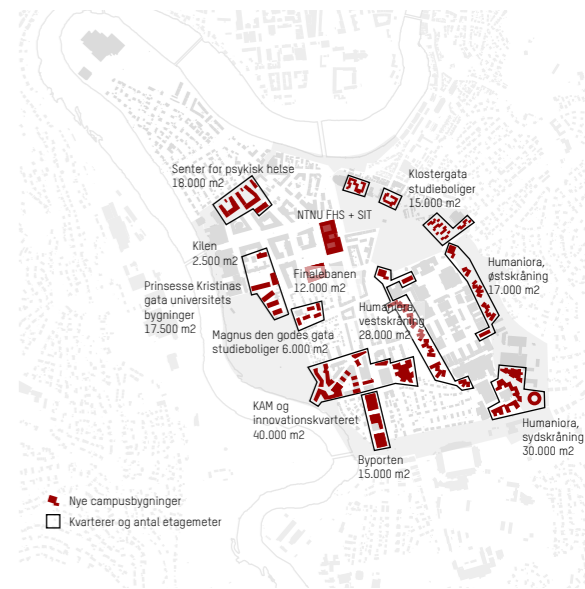 Senter for psykisk helse
18.000 m2
Klostergata
studieboliger
15.000 m2
NTNU FHS + SIT
Kilen
2.500 m2
Humaniora,
østskråning
17.000 m2
Finalebanen
12.000 m2
Prinsesse Kristinas
gata universitets
bygninger
17.500 m2
Humaniora,
vestskråning
28.000 m2
Magnus den godes gata
studieboliger 6.000 m2
KAM og
innovationskvarteret
40.000 m2
Humaniora,
sydskråning
30.000 m2
Byporten
15.000 m2
Nye campusbygninger
Kvarterer og antal etagemeter